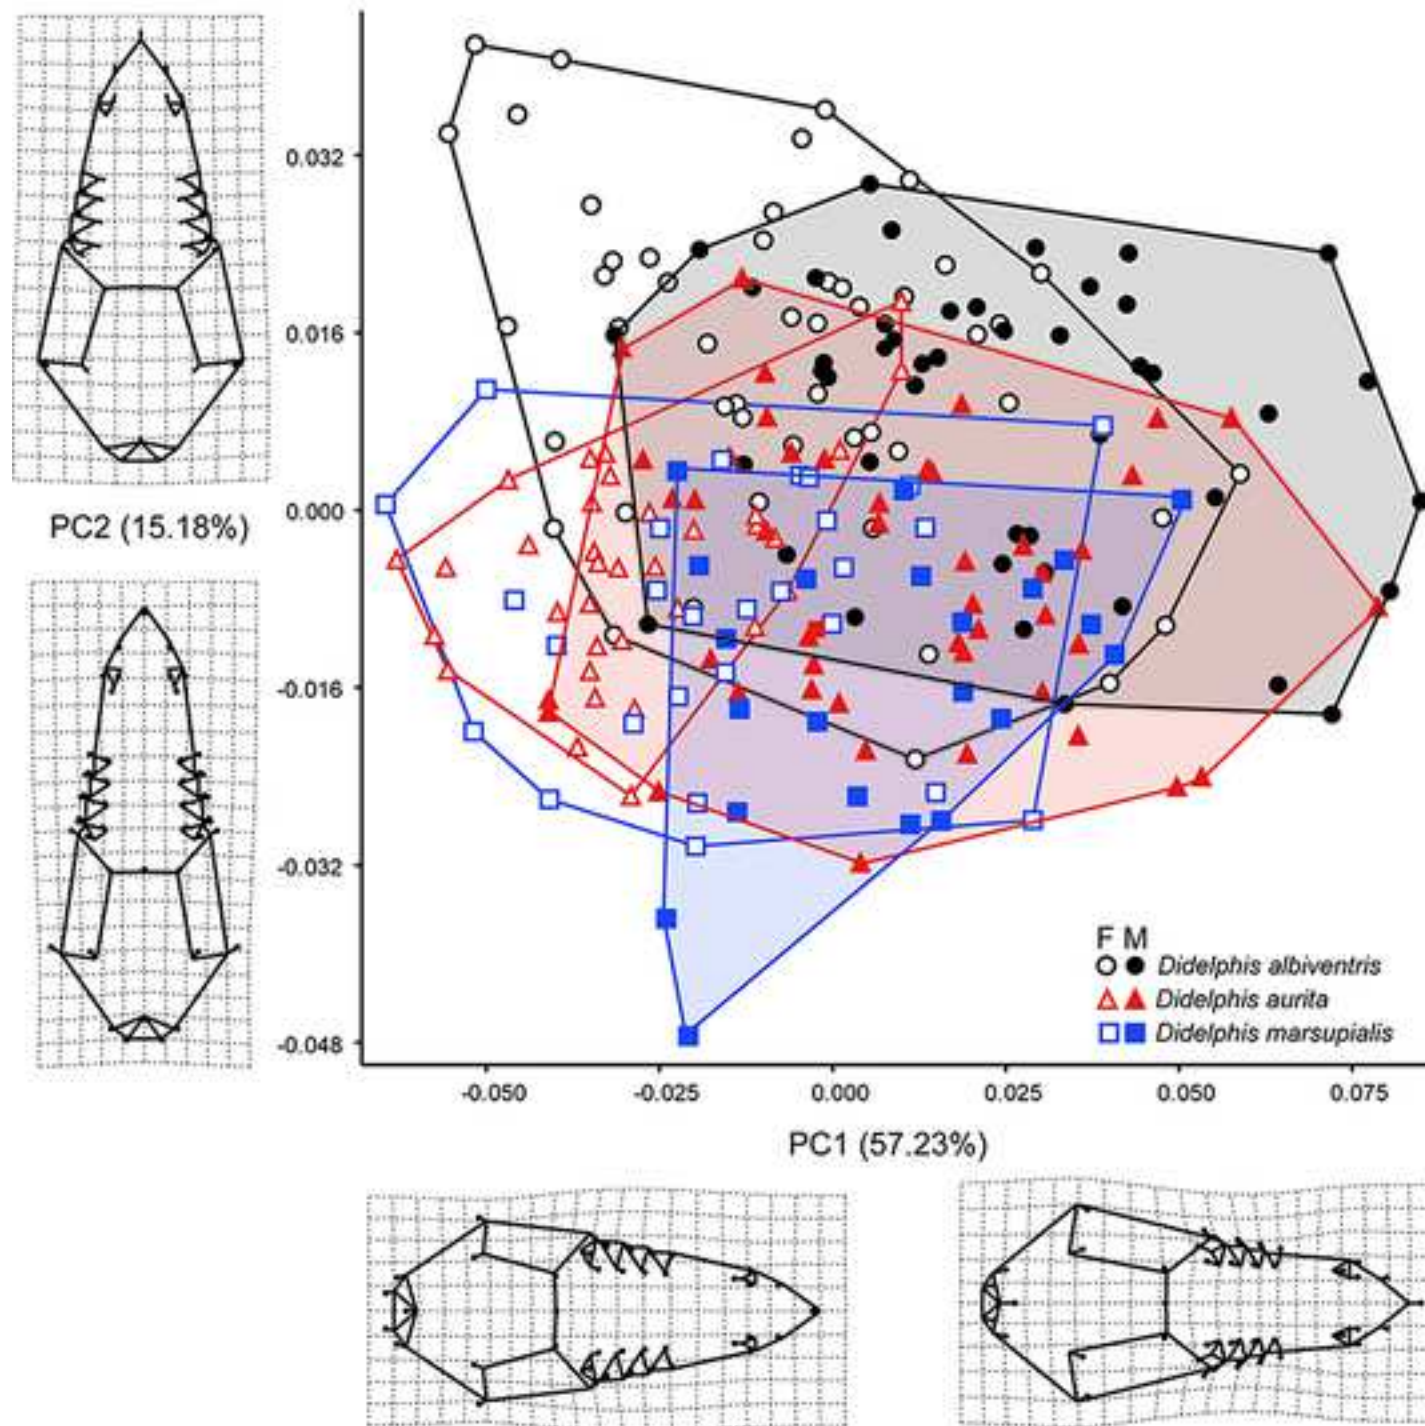 0.032
0.016
0.000
-0.016
-0.032
-0.048
PC2 (15.18%)
F M
Didelphis albiventris
Didelphis aurita
Didelphis marsupialis
-0.050 -0.025 0.000 0.025 0.050 0.075
PC1 (57.23%)